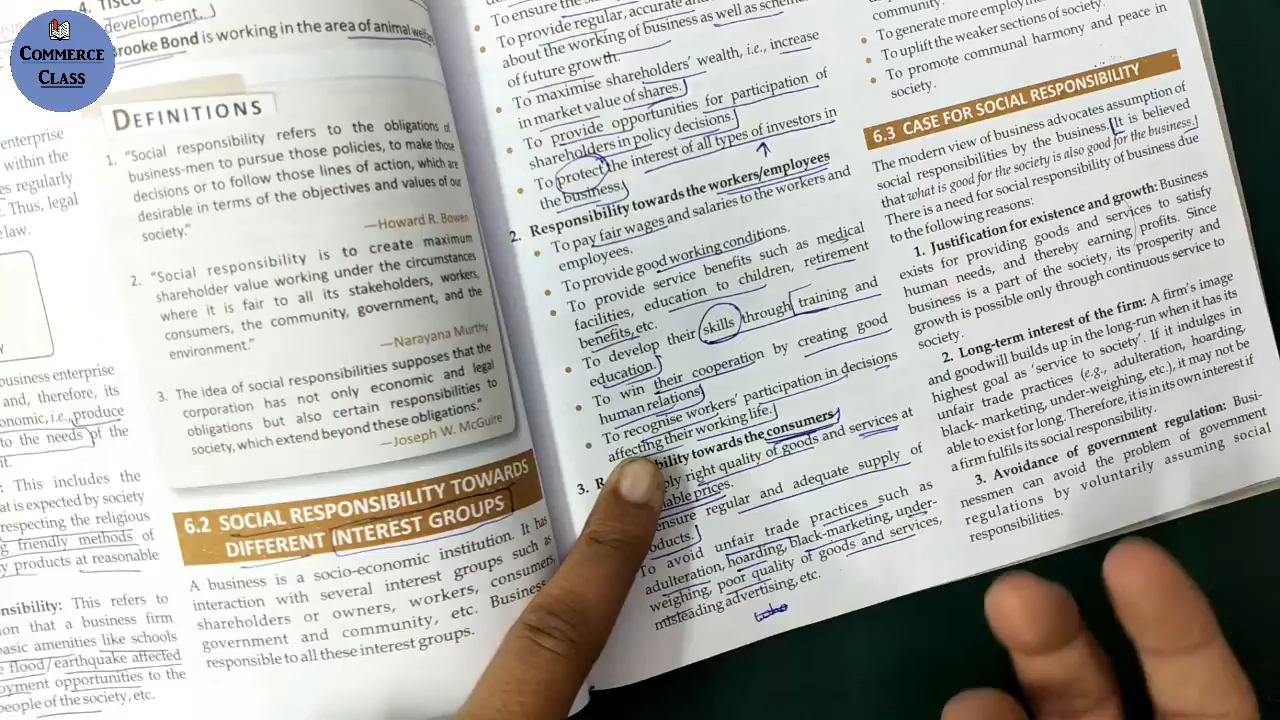 COMMERCE
CLASS
4. TISCO
development.)
Brooke Bond is working in the area of animal welfare
enterprise
within the
es regularly
. Thus, legal
e law.
y
business enterprise
and, therefore, its
onomic, i.e., produce
to the needs of the
it.
: This includes the
at is expected by society
respecting the religious
g friendly methods of
y products at reasonable
nsibility: This refers to
ion that a business firm
basic amenities like schools
e flood/earthquake affected
oyment opportunities to the
people of the society, etc.
DEFINITIONS
1. "Social responsibility refers to the obligations of
business-men to pursue those policies, to make those
decisions or to follow those lines of action, which are
desirable in terms of the objectives and values of our
society."
—Howard R. Bowen
2. "Social responsibility is to create maximum
shareholder value working under the circumstances
where it is fair to all its stakeholders, workers,
consumers, the community, government, and the
environment."
—Narayana Murthy
3. The idea of social responsibilities supposes that the
corporation has not only economic and legal
obligations but also certain responsibilities to
society, which extend beyond these obligations."
—Joseph W. McGuire
6.2 SOCIAL RESPONSIBILITY TOWARDS
DIFFERENT INTEREST GROUPS
A business is a socio-economic institution. It has
interaction with several interest groups such as
shareholders or owners, workers, consumers,
government and community, etc. Business
responsible to all these interest groups.
To ensure the
• To provide regular, accurate and
about the working of business as well as schem
of future growth.
• To maximise shareholders' wealth, i.e., increase
in market value of shares.
• To provide opportunities for participation of
shareholders in policy decisions.
• To protect the interest of all types of investors in
the business.
2. Responsibility towards the workers/employees
• To pay fair wages and salaries to the workers and
employees.
• To provide good working conditions.
• To provide service benefits such as medical
facilities, education to children, retirement
benefits, etc.
• To develop their skills through training and
education.
• To win their cooperation by creating good
human relations
• To recognise workers' participation in decisions
affecting their working life.
3. R bility towards the consumers
ply right quality of goods and services at
nable prices.
ensure regular and adequate supply of
oducts.
To avoid unfair trade practices such as
adulteration, hoarding, black-marketing, under-
weighing, poor quality of goods and services,
misleading advertising, etc.
community.
• To generate more employm
• To uplift the weaker sections of society.
• To promote communal harmony and peace in
society.
6.3 CASE FOR SOCIAL RESPONSIBILITY
The modern view of business advocates assumption of
social responsibilities by the business. It is believed
that what is good for the society is also good for the business.
There is a need for social responsibility of business due
to the following reasons:
1. Justification for existence and growth: Business
exists for providing goods and services to satisfy
human needs, and thereby earning profits. Since
business is a part of the society, its prosperity and
growth is possible only through continuous service to
society.
2. Long-term interest of the firm: A firm's image
and goodwill builds up in the long-run when it has its
highest goal as 'service to society'. If it indulges in
unfair trade practices (e.g., adulteration, hoarding,
black- marketing, under-weighing, etc.), it may not be
able to exist for long. Therefore, it is in its own interest if
a firm fulfils its social responsibility.
3. Avoidance of government regulation: Busi-
nessmen can avoid the problem of government
regulations by voluntarily assuming social
responsibilities.